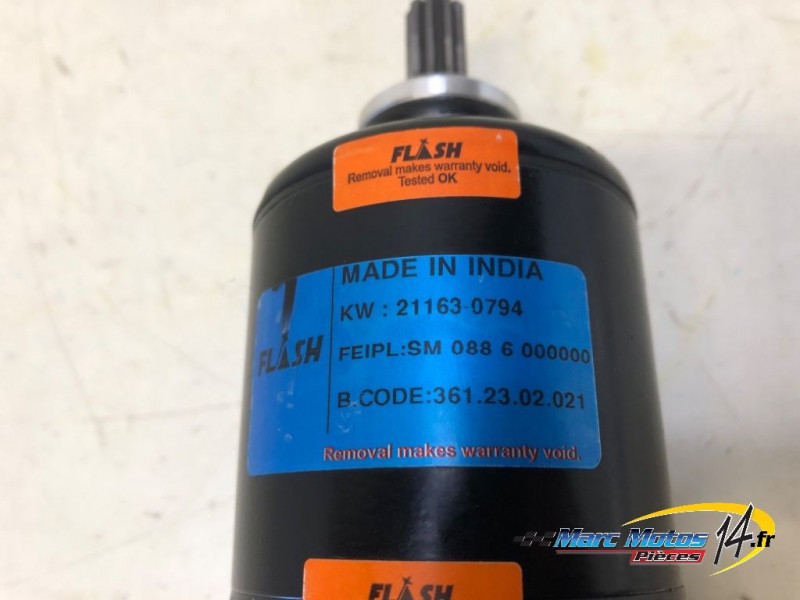 FLASH
Removal makes warranty void.
Tested OK
MADE IN INDIA
KW : 21163 0794
FLASH
FEIPL:SM 088 6 000000
B.CODE:361.23.02.021
Removal makes warranty void.
Marc Motos 14.fr
Pièces
FLASH